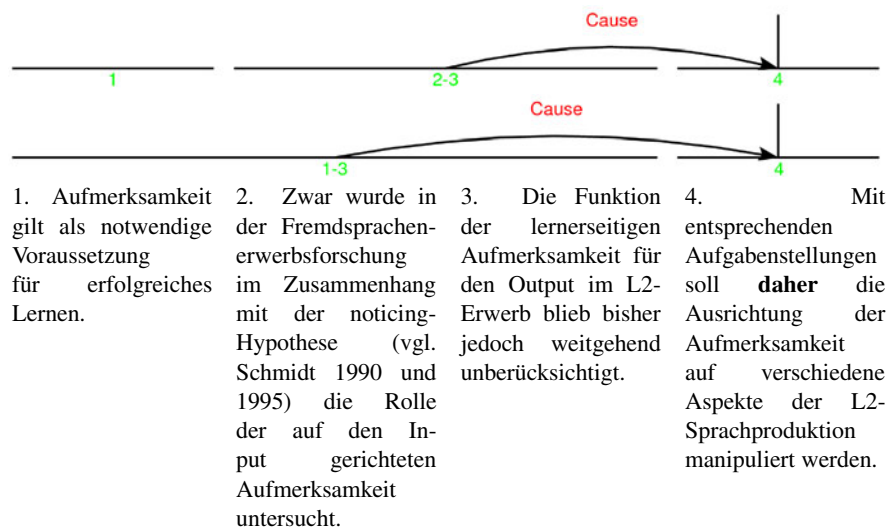 Cause
1
2-3
4
Cause
1-3
4
1. Aufmerksamkeit
gilt als notwendige
Voraussetzung
für erfolgreiches
Lernen.
2. Zwar wurde in
der Fremdsprachen-
erwerbsforschung
im Zusammenhang
mit der noticing-
Hypothese (vgl.
Schmidt 1990 und
1995) die Rolle
der auf den In-
put gerichteten
Aufmerksamkeit
untersucht.
3. Die Funktion
der lernerseitigen
Aufmerksamkeit für
den Output im L2-
Erwerb blieb bisher
jedoch weitgehend
unberücksichtigt.
4. Mit
entsprechenden
Aufgabenstellungen
soll daher die
Ausrichtung der
Aufmerksamkeit
auf verschiedene
Aspekte der L2-
Sprachproduktion
manipuliert werden.